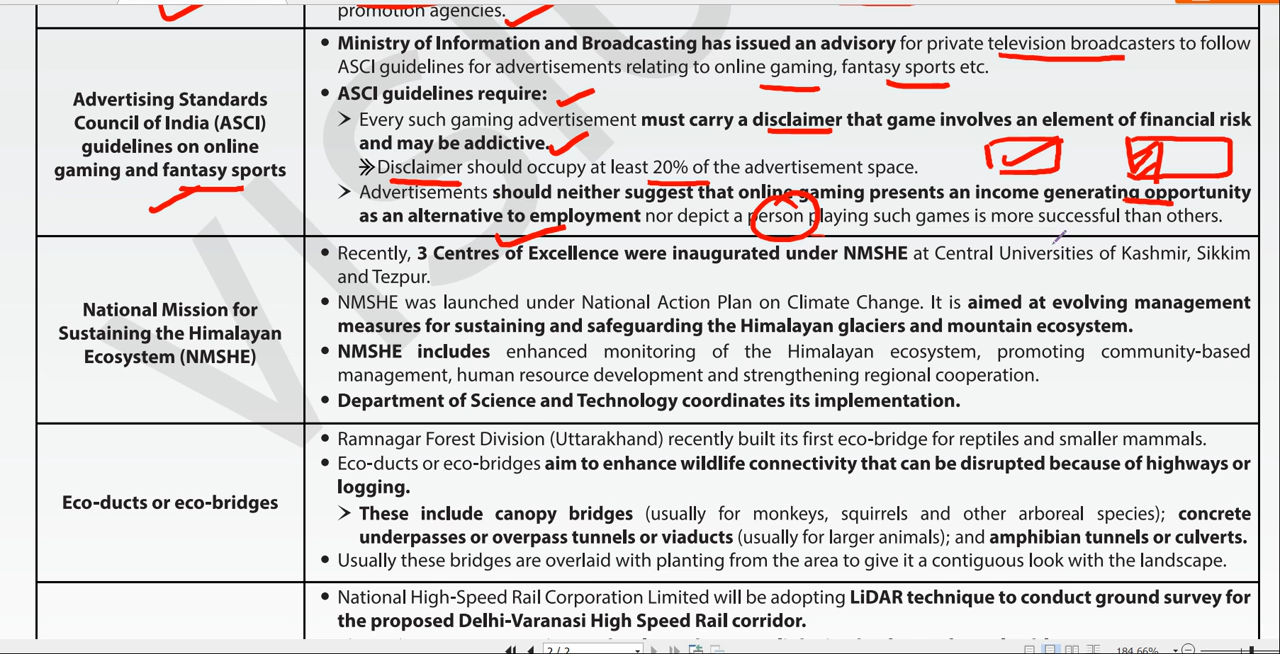 promotion agencies.
Advertising Standards
Council of India (ASCI)
guidelines on online
gaming and fantasy sports
• Ministry of Information and Broadcasting has issued an advisory for private television broadcasters to follow
ASCI guidelines for advertisements relating to online gaming, fantasy sports etc.
• ASCI guidelines require:
➢ Every such gaming advertisement must carry a disclaimer that game involves an element of financial risk
and may be addictive.
⋙ Disclaimer should occupy at least 20% of the advertisement space.
➢ Advertisements should neither suggest that online gaming presents an income generating opportunity
as an alternative to employment nor depict a person playing such games is more successful than others.
National Mission for
Sustaining the Himalayan
Ecosystem (NMSHE)
• Recently, 3 Centres of Excellence were inaugurated under NMSHE at Central Universities of Kashmir, Sikkim
and Tezpur.
• NMSHE was launched under National Action Plan on Climate Change. It is aimed at evolving management
measures for sustaining and safeguarding the Himalayan glaciers and mountain ecosystem.
• NMSHE includes enhanced monitoring of the Himalayan ecosystem, promoting community-based
management, human resource development and strengthening regional cooperation.
• Department of Science and Technology coordinates its implementation.
Eco-ducts or eco-bridges
• Ramnagar Forest Division (Uttarakhand) recently built its first eco-bridge for reptiles and smaller mammals.
• Eco-ducts or eco-bridges aim to enhance wildlife connectivity that can be disrupted because of highways or
logging.
➢ These include canopy bridges (usually for monkeys, squirrels and other arboreal species); concrete
underpasses or overpass tunnels or viaducts (usually for larger animals); and amphibian tunnels or culverts.
• Usually these bridges are overlaid with planting from the area to give it a contiguous look with the landscape.
• National High-Speed Rail Corporation Limited will be adopting LiDAR technique to conduct ground survey for
the proposed Delhi-Varanasi High Speed Rail corridor.
2 / 2
184.66%